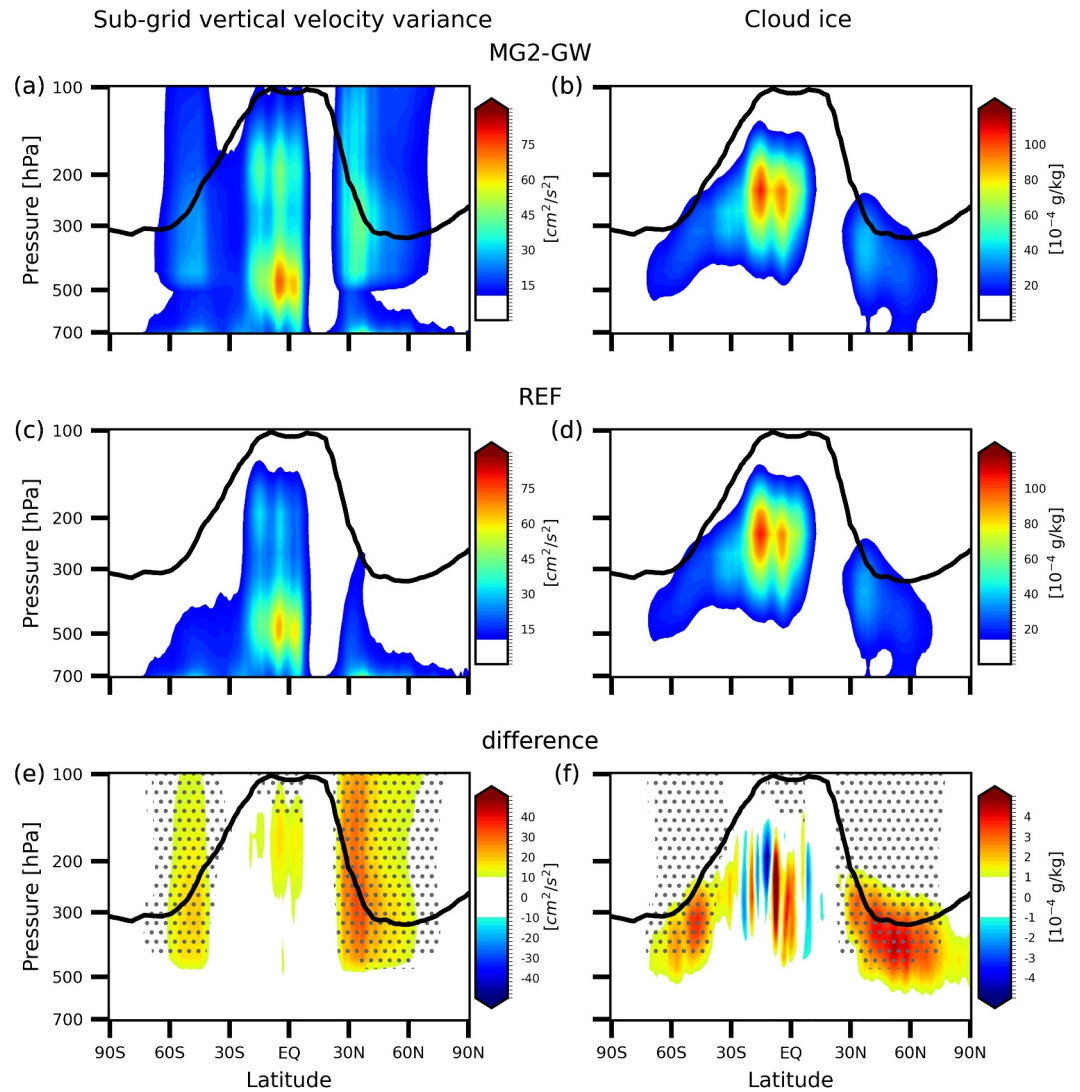 Sub-grid vertical velocity variance Cloud ice
MG2-GW
(a) (b)
100
200
300
500
700
Pressure [hPa]
75
60
45
30
15
[cm²/s²]
100
80
60
40
20
[10⁻⁴ g/kg]
REF
(c) (d)
100
200
300
500
700
Pressure [hPa]
75
60
45
30
15
[cm²/s²]
100
80
60
40
20
[10⁻⁴ g/kg]
difference
(e) (f)
100
200
300
500
700
Pressure [hPa]
40
30
20
10
0
-10
-20
-30
-40
[cm²/s²]
4
3
2
1
0
-1
-2
-3
-4
[10⁻⁴ g/kg]
90S 60S 30S EQ 30N 60N 90N 90S 60S 30S EQ 30N 60N 90N
Latitude Latitude